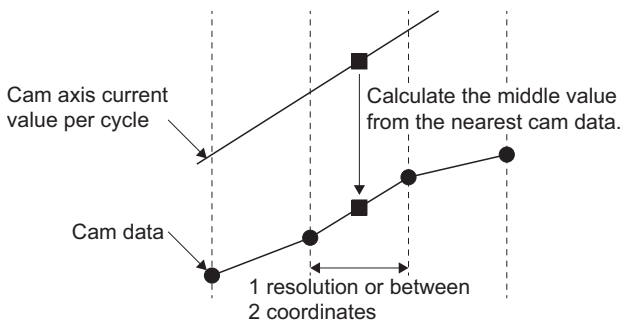 Cam axis current
value per cycle
Calculate the middle value
from the nearest cam data.
Cam data
1 resolution or between
2 coordinates